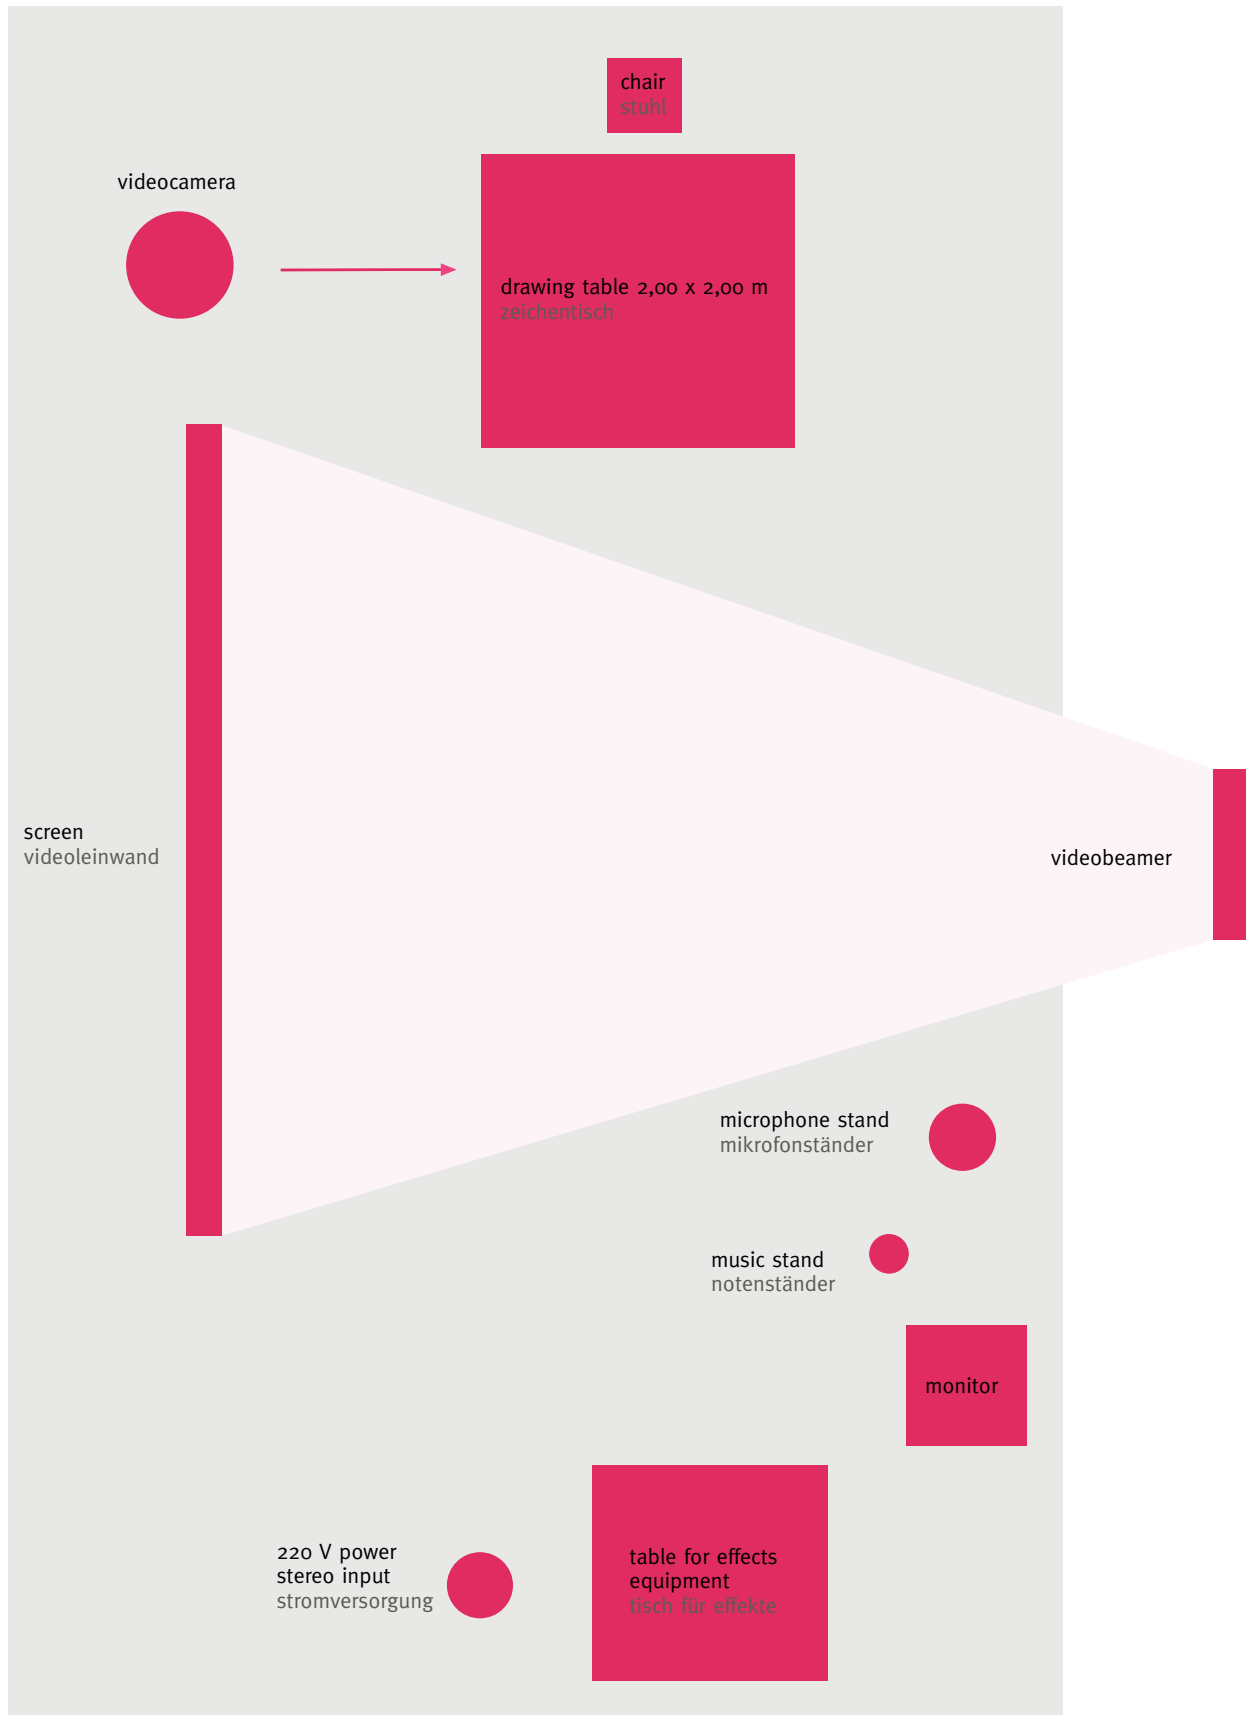 chair
stuhl
videocamera
drawing table 2,00 x 2,00 m
zeichentisch
screen
videoleinwand
videobeamer
microphone stand
mikrofonständer
music stand
notenständer
monitor
220 V power
stereo input
stromversorgung
table for effects
equipment
tisch für effekte